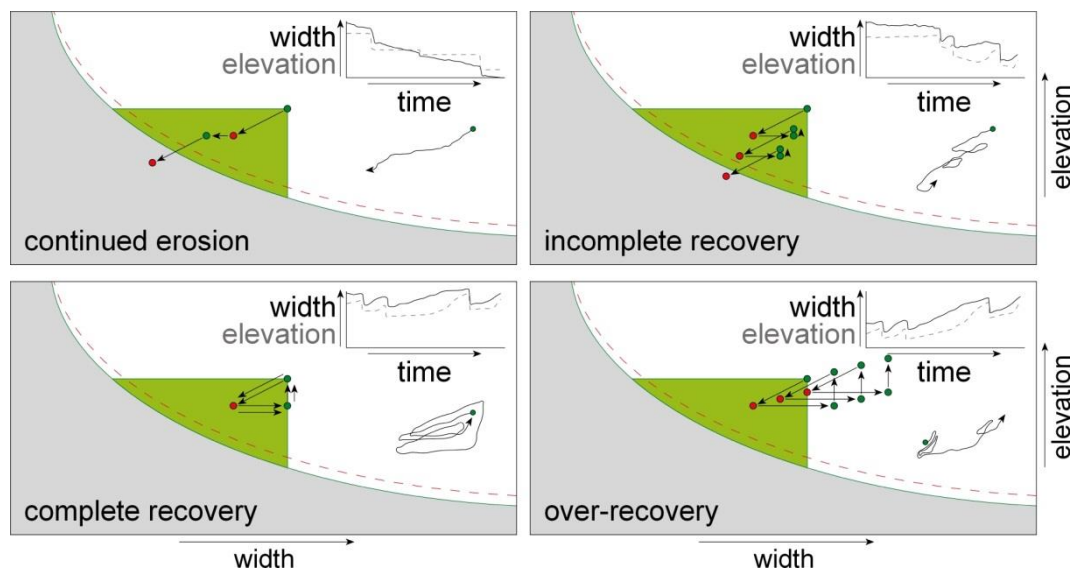 width
elevation
time
continued erosion
width
elevation
time
incomplete recovery
elevation
width
elevation
time
complete recovery
width
width
elevation
time
over-recovery
elevation
width